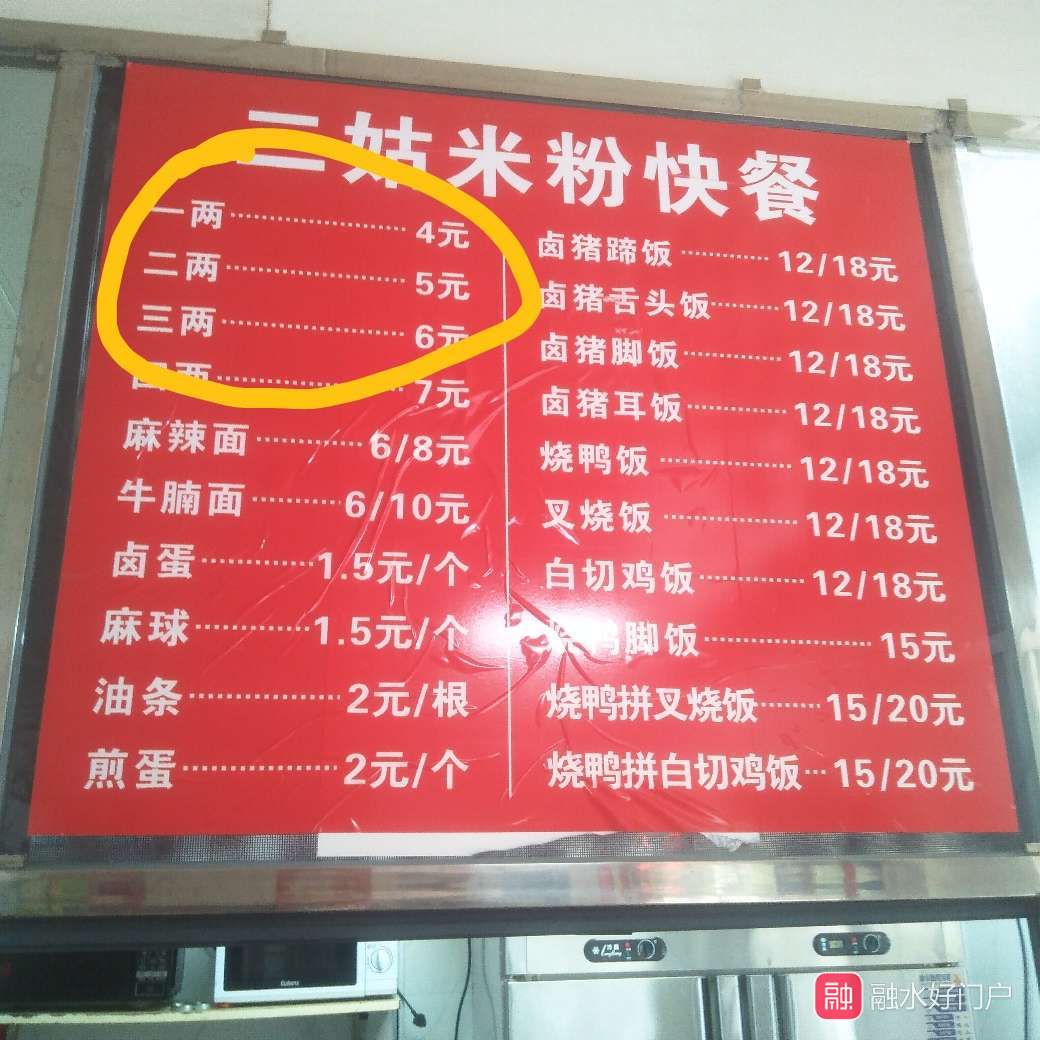 三姑米粉快餐
一两 4元
二两 5元
三两 6元
四两 7元
麻辣面 6/8元
牛腩面 6/10元
卤蛋 1.5元/个
麻球 1.5元/个
油条 2元/根
煎蛋 2元/个
卤猪蹄饭 12/18元
卤猪舌头饭 12/18元
卤猪脚饭 12/18元
卤猪耳饭 12/18元
烧鸭饭 12/18元
叉烧饭 12/18元
白切鸡饭 12/18元
烧鸭脚饭 15元
烧鸭拼叉烧饭 15/20元
烧鸭拼白切鸡饭 15/20元
融 融水好门户